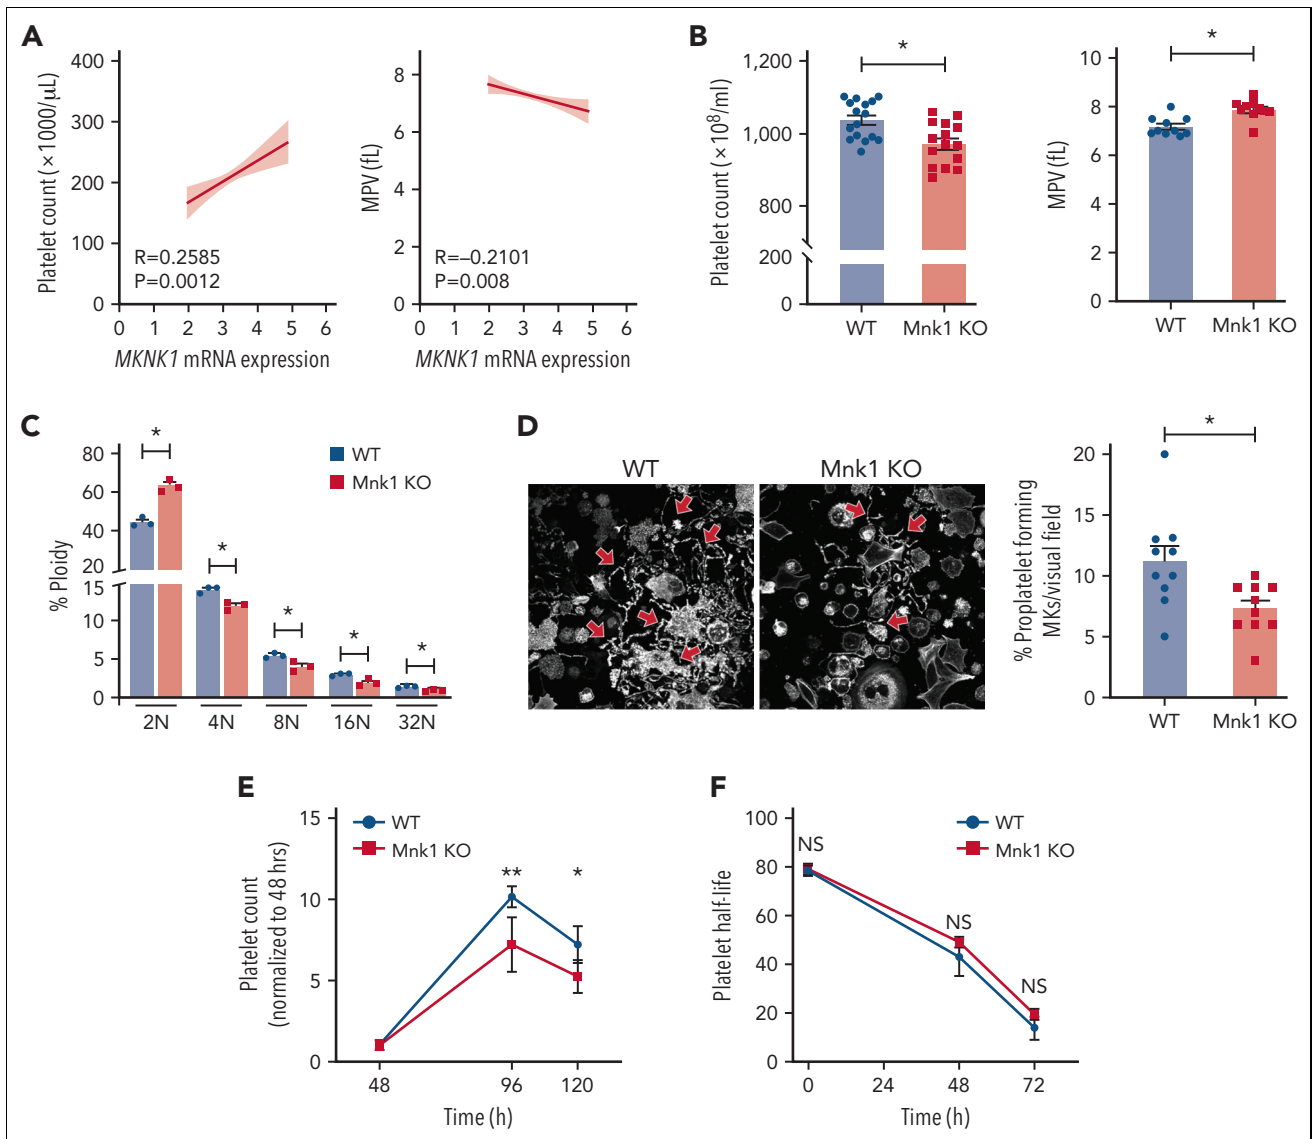 A
Platelet count (×1000/μL)
400
300
200
100
0
R=0.2585
P=0.0012
0 1 2 3 4 5 6
MKNK1 mRNA expression
MPV (fL)
8
6
4
2
0
R=–0.2101
P=0.008
0 1 2 3 4 5 6
MKNK1 mRNA expression
B
Platelet count (×10⁸/ml)
1,200
1,000
800
200
0
*
WT Mnk1 KO
MPV (fL)
10
8
6
4
2
0
*
WT Mnk1 KO
C
% Ploidy
80
60
40
20
15
10
5
0
* * * * *
WT
Mnk1 KO
2N 4N 8N 16N 32N
D
WT Mnk1 KO
% Proplatelet forming
MKs/visual field
20
15
10
5
0
*
WT Mnk1 KO
E
Platelet count
(normalized to 48 hrs)
15
10
5
0
WT
Mnk1 KO
** *
48 96 120
Time (h)
F
Platelet half-life
100
80
60
40
20
0
WT
Mnk1 KO
NS
NS
NS
0 24 48 72
Time (h)